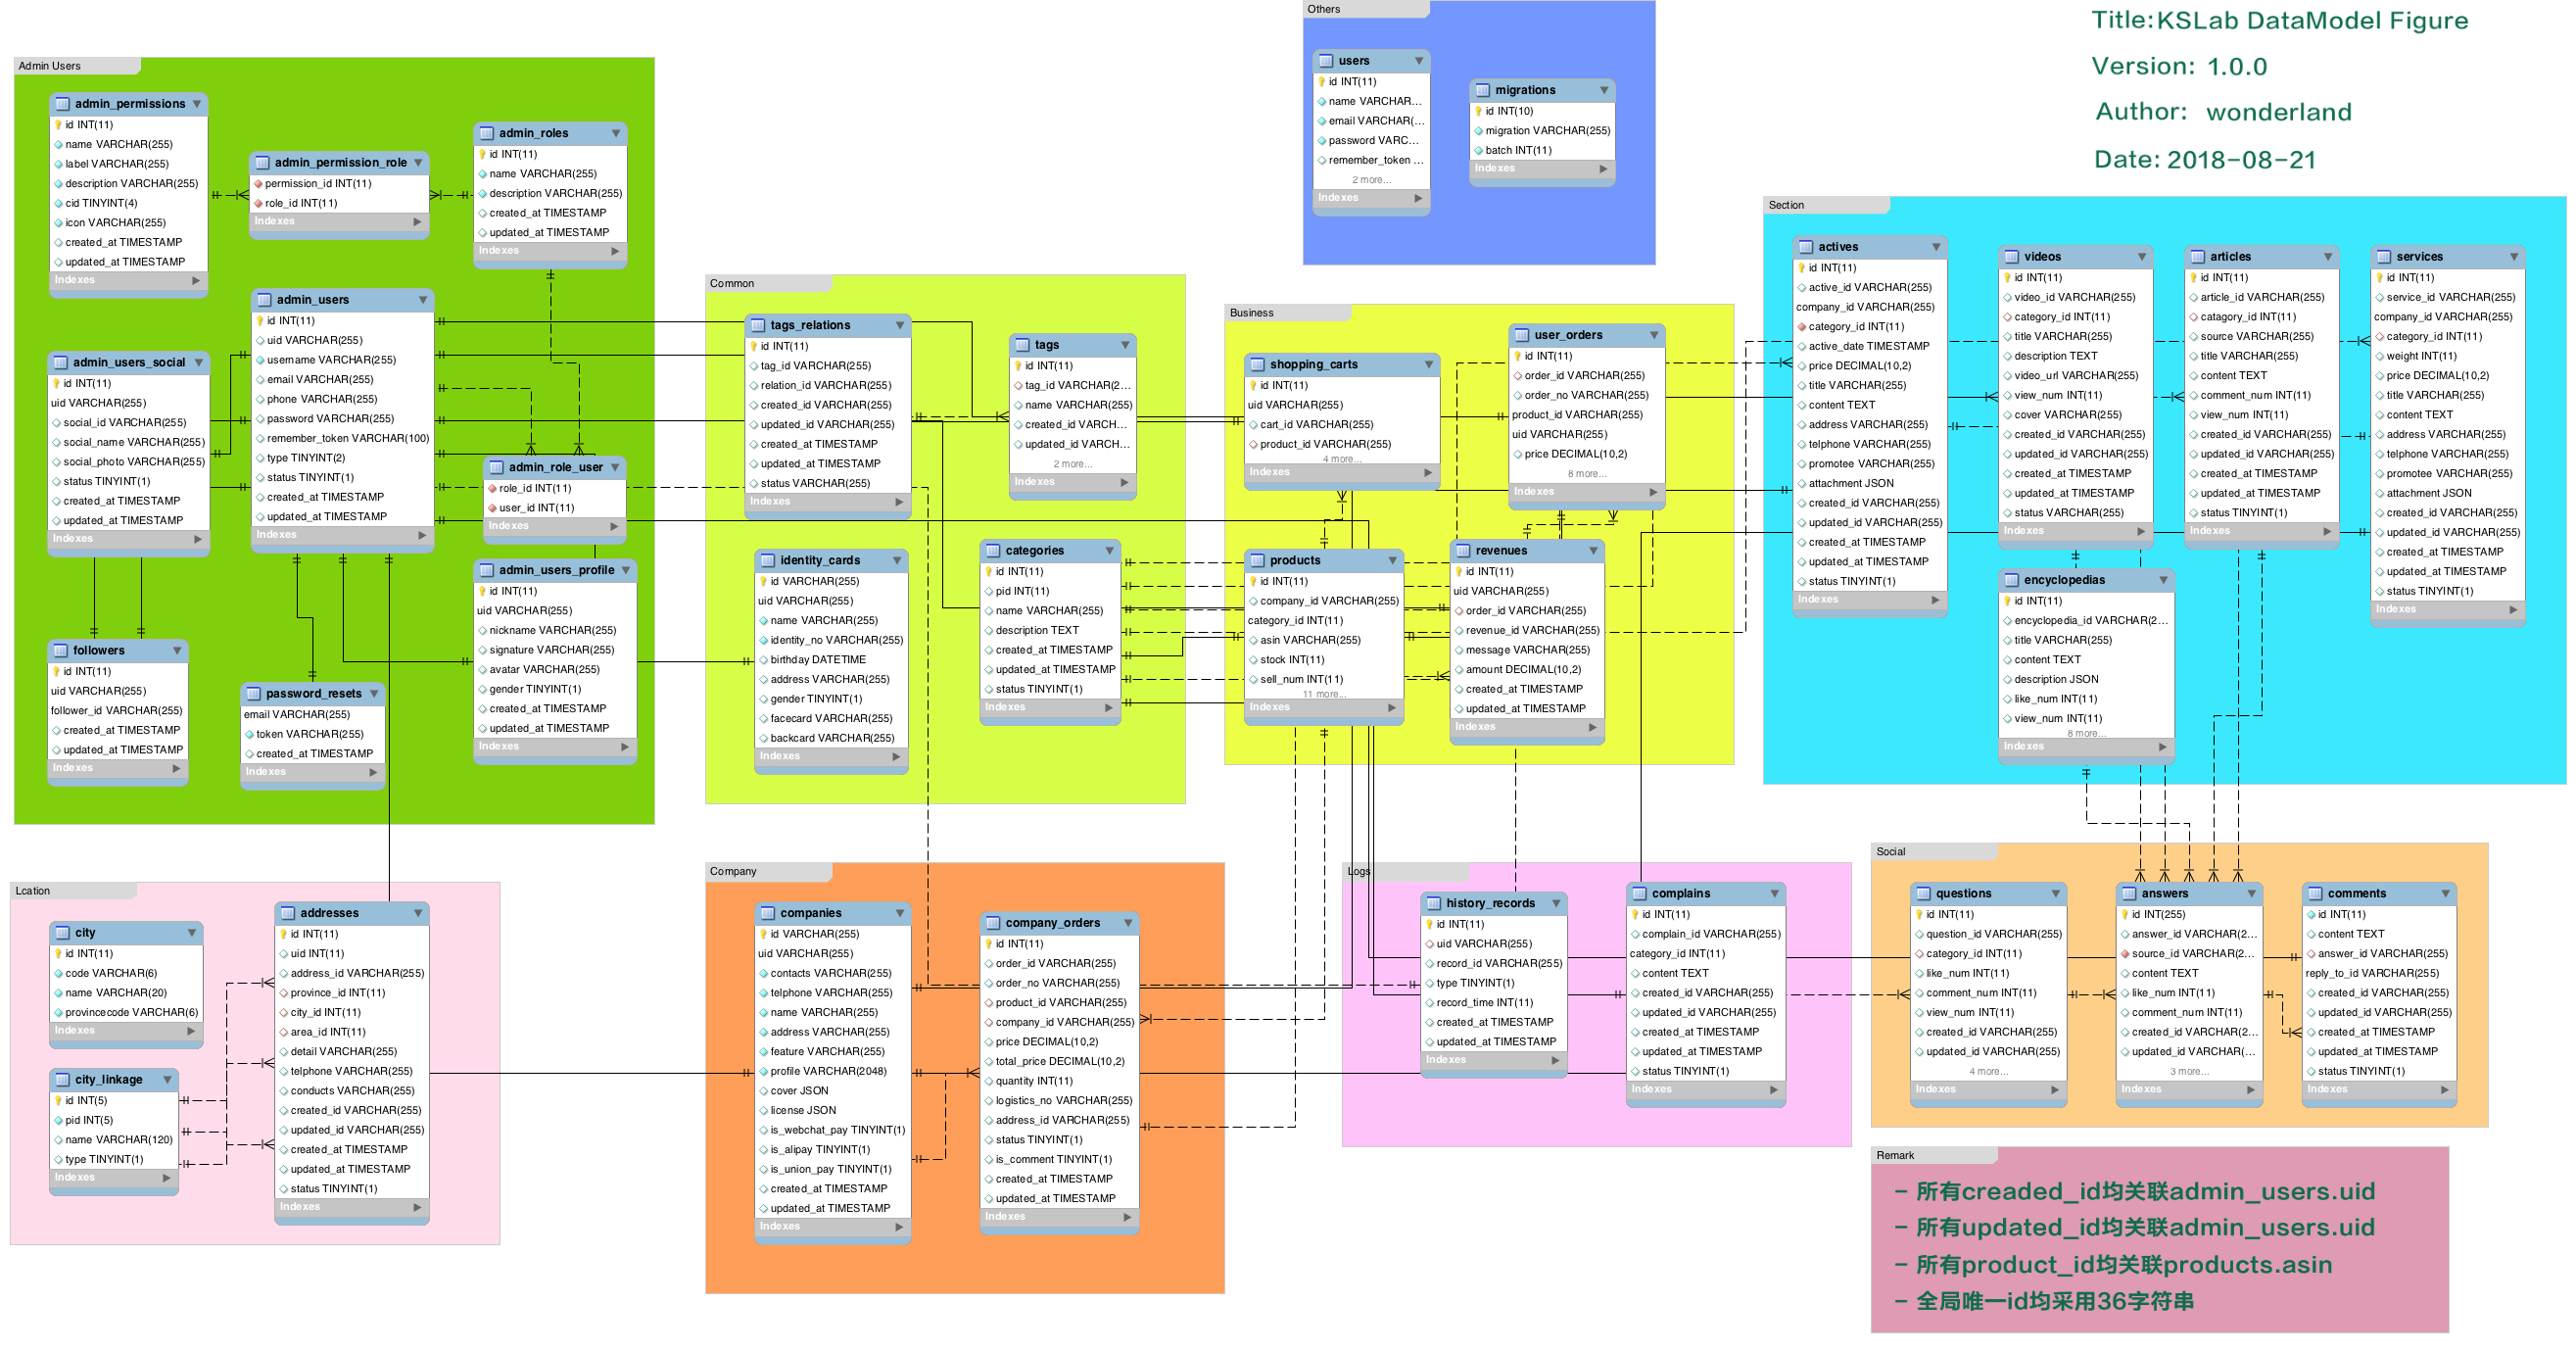 Title:KSLab DataModel Figure
Version: 1.0.0
Author: wonderland
Date: 2018-08-21
Others
users
id INT(11)
name VARCHAR...
email VARCHAR(...
password VARC...
remember_token ...
2 more...
Indexes
migrations
id INT(10)
migration VARCHAR(255)
batch INT(11)
Indexes
Admin Users
admin_permissions
id INT(11)
name VARCHAR(255)
label VARCHAR(255)
description VARCHAR(255)
cid TINYINT(4)
icon VARCHAR(255)
created_at TIMESTAMP
updated_at TIMESTAMP
Indexes
admin_permission_role
permission_id INT(11)
role_id INT(11)
Indexes
admin_roles
id INT(11)
name VARCHAR(255)
description VARCHAR(255)
created_at TIMESTAMP
updated_at TIMESTAMP
Indexes
admin_users
id INT(11)
uid VARCHAR(255)
username VARCHAR(255)
email VARCHAR(255)
phone VARCHAR(255)
password VARCHAR(255)
remember_token VARCHAR(100)
type TINYINT(2)
status TINYINT(1)
created_at TIMESTAMP
updated_at TIMESTAMP
Indexes
admin_users_social
id INT(11)
uid VARCHAR(255)
social_id VARCHAR(255)
social_name VARCHAR(255)
social_photo VARCHAR(255)
status TINYINT(1)
created_at TIMESTAMP
updated_at TIMESTAMP
Indexes
admin_role_user
role_id INT(11)
user_id INT(11)
Indexes
admin_users_profile
id INT(11)
uid VARCHAR(255)
nickname VARCHAR(255)
signature VARCHAR(255)
avatar VARCHAR(255)
gender TINYINT(1)
created_at TIMESTAMP
updated_at TIMESTAMP
Indexes
followers
id INT(11)
uid VARCHAR(255)
follower_id VARCHAR(255)
created_at TIMESTAMP
updated_at TIMESTAMP
Indexes
password_resets
email VARCHAR(255)
token VARCHAR(255)
created_at TIMESTAMP
Indexes
Common
tags_relations
id INT(11)
tag_id VARCHAR(255)
relation_id VARCHAR(255)
created_id VARCHAR(255)
updated_id VARCHAR(255)
created_at TIMESTAMP
updated_at TIMESTAMP
status VARCHAR(255)
Indexes
tags
id INT(11)
tag_id VARCHAR(2...
name VARCHAR(255)
created_id VARCH...
updated_id VARCH...
2 more...
Indexes
identity_cards
id VARCHAR(255)
uid VARCHAR(255)
name VARCHAR(255)
identity_no VARCHAR(255)
birthday DATETIME
address VARCHAR(255)
gender TINYINT(1)
facecard VARCHAR(255)
backcard VARCHAR(255)
Indexes
categories
id INT(11)
pid INT(11)
name VARCHAR(255)
description TEXT
created_at TIMESTAMP
updated_at TIMESTAMP
status TINYINT(1)
Indexes
Business
shopping_carts
id INT(11)
uid VARCHAR(255)
cart_id VARCHAR(255)
product_id VARCHAR(255)
4 more...
Indexes
user_orders
id INT(11)
order_id VARCHAR(255)
order_no VARCHAR(255)
product_id VARCHAR(255)
uid VARCHAR(255)
price DECIMAL(10,2)
8 more...
Indexes
products
id INT(11)
company_id VARCHAR(255)
category_id INT(11)
asin VARCHAR(255)
stock INT(11)
sell_num INT(11)
11 more...
Indexes
revenues
id INT(11)
uid VARCHAR(255)
order_id VARCHAR(255)
revenue_id VARCHAR(255)
message VARCHAR(255)
amount DECIMAL(10,2)
created_at TIMESTAMP
updated_at TIMESTAMP
Indexes
Section
actives
id INT(11)
active_id VARCHAR(255)
company_id VARCHAR(255)
category_id INT(11)
active_date TIMESTAMP
price DECIMAL(10,2)
title VARCHAR(255)
content TEXT
address VARCHAR(255)
telphone VARCHAR(255)
promotee VARCHAR(255)
attachment JSON
created_id VARCHAR(255)
updated_id VARCHAR(255)
created_at TIMESTAMP
updated_at TIMESTAMP
status TINYINT(1)
Indexes
videos
id INT(11)
video_id VARCHAR(255)
category_id INT(11)
title VARCHAR(255)
description TEXT
video_url VARCHAR(255)
view_num INT(11)
cover VARCHAR(255)
created_id VARCHAR(255)
updated_id VARCHAR(255)
created_at TIMESTAMP
updated_at TIMESTAMP
status VARCHAR(255)
Indexes
articles
id INT(11)
article_id VARCHAR(255)
catagory_id INT(11)
source VARCHAR(255)
title VARCHAR(255)
content TEXT
comment_num INT(11)
view_num INT(11)
created_id VARCHAR(255)
updated_id VARCHAR(255)
created_at TIMESTAMP
updated_at TIMESTAMP
status TINYINT(1)
Indexes
services
id INT(11)
service_id VARCHAR(255)
company_id VARCHAR(255)
category_id INT(11)
weight INT(11)
price DECIMAL(10,2)
title VARCHAR(255)
content TEXT
address VARCHAR(255)
telphone VARCHAR(255)
promotee VARCHAR(255)
attachment JSON
created_id VARCHAR(255)
updated_id VARCHAR(255)
created_at TIMESTAMP
updated_at TIMESTAMP
status TINYINT(1)
Indexes
encyclopedias
id INT(11)
encyclopedia_id VARCHAR(2...
title VARCHAR(255)
content TEXT
description JSON
like_num INT(11)
view_num INT(11)
8 more...
Indexes
Lcation
city
id INT(11)
code VARCHAR(6)
name VARCHAR(20)
provincecode VARCHAR(6)
Indexes
city_linkage
id INT(5)
pid INT(5)
name VARCHAR(120)
type TINYINT(1)
Indexes
addresses
id INT(11)
uid INT(11)
address_id VARCHAR(255)
province_id INT(11)
city_id INT(11)
area_id INT(11)
detail VARCHAR(255)
telphone VARCHAR(255)
conducts VARCHAR(255)
created_id VARCHAR(255)
updated_id VARCHAR(255)
created_at TIMESTAMP
updated_at TIMESTAMP
status TINYINT(1)
Indexes
Company
companies
id VARCHAR(255)
uid VARCHAR(255)
contacts VARCHAR(255)
telphone VARCHAR(255)
name VARCHAR(255)
address VARCHAR(255)
feature VARCHAR(255)
profile VARCHAR(2048)
cover JSON
license JSON
is_webchat_pay TINYINT(1)
is_alipay TINYINT(1)
is_union_pay TINYINT(1)
created_at TIMESTAMP
updated_at TIMESTAMP
Indexes
company_orders
id INT(11)
order_id VARCHAR(255)
order_no VARCHAR(255)
product_id VARCHAR(255)
company_id VARCHAR(255)
price DECIMAL(10,2)
total_price DECIMAL(10,2)
quantity INT(11)
logistics_no VARCHAR(255)
address_id VARCHAR(255)
status TINYINT(1)
is_comment TINYINT(1)
created_at TIMESTAMP
updated_at TIMESTAMP
Indexes
Logs
history_records
id INT(11)
uid VARCHAR(255)
record_id VARCHAR(255)
type TINYINT(1)
record_time INT(11)
created_at TIMESTAMP
updated_at TIMESTAMP
Indexes
complains
id INT(11)
complain_id VARCHAR(255)
category_id INT(11)
content TEXT
created_id VARCHAR(255)
updated_id VARCHAR(255)
created_at TIMESTAMP
updated_at TIMESTAMP
status TINYINT(1)
Indexes
Social
questions
id INT(11)
question_id VARCHAR(255)
category_id INT(11)
like_num INT(11)
comment_num INT(11)
view_num INT(11)
created_id VARCHAR(255)
updated_id VARCHAR(255)
4 more...
Indexes
answers
id INT(255)
answer_id VARCHAR(2...
source_id VARCHAR(2...
content TEXT
like_num INT(11)
comment_num INT(11)
created_id VARCHAR(2...
updated_id VARCHAR(...
3 more...
Indexes
comments
id INT(11)
content TEXT
answer_id VARCHAR(255)
reply_to_id VARCHAR(255)
created_id VARCHAR(255)
updated_id VARCHAR(255)
created_at TIMESTAMP
updated_at TIMESTAMP
status TINYINT(1)
Indexes
Remark
- 所有creaded_id均关联admin_users.uid
- 所有updated_id均关联admin_users.uid
- 所有product_id均关联products.asin
- 全局唯一id均采用36字符串